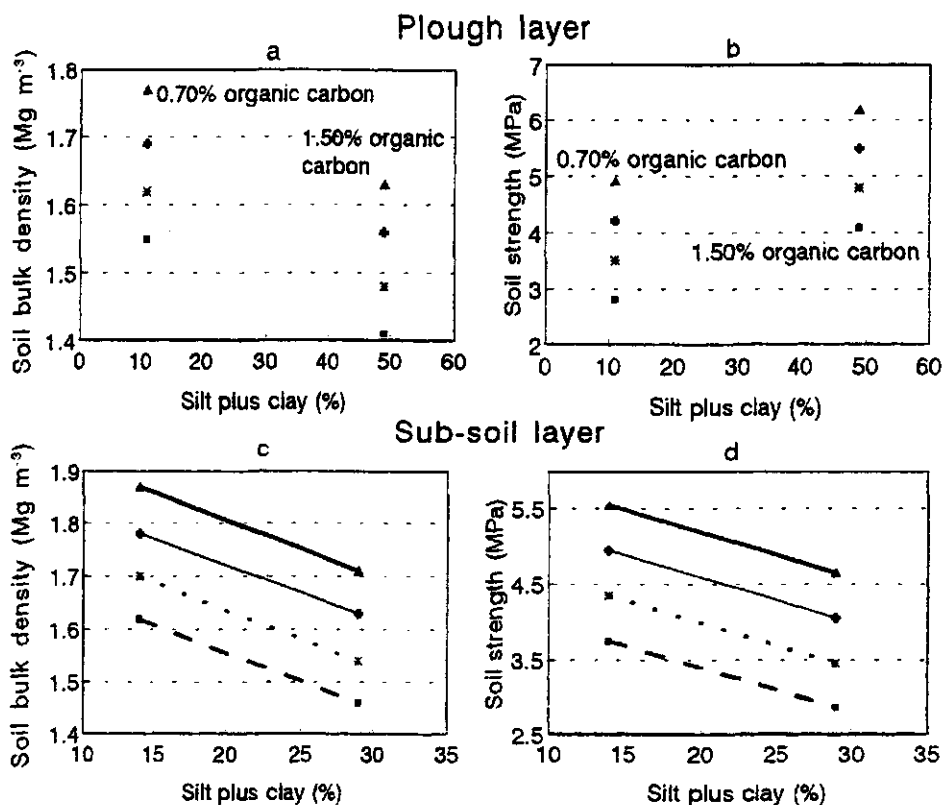 Plough layer
a
Soil bulk density (Mg m⁻³)
1.8
1.7
1.6
1.5
1.4
0 10 20 30 40 50 60
Silt plus clay (%)
0.70% organic carbon
1.50% organic
carbon
b
Soil strength (MPa)
7
6
5
4
3
2
0 10 20 30 40 50 60
Silt plus clay (%)
0.70% organic carbon
1.50% organic carbon
Sub-soil layer
c
Soil bulk density (Mg m⁻³)
1.9
1.8
1.7
1.6
1.5
1.4
10 15 20 25 30 35
Silt plus clay (%)
d
Soil strength (MPa)
5.5
4.5
3.5
2.5
10 15 20 25 30 35
Silt plus clay (%)